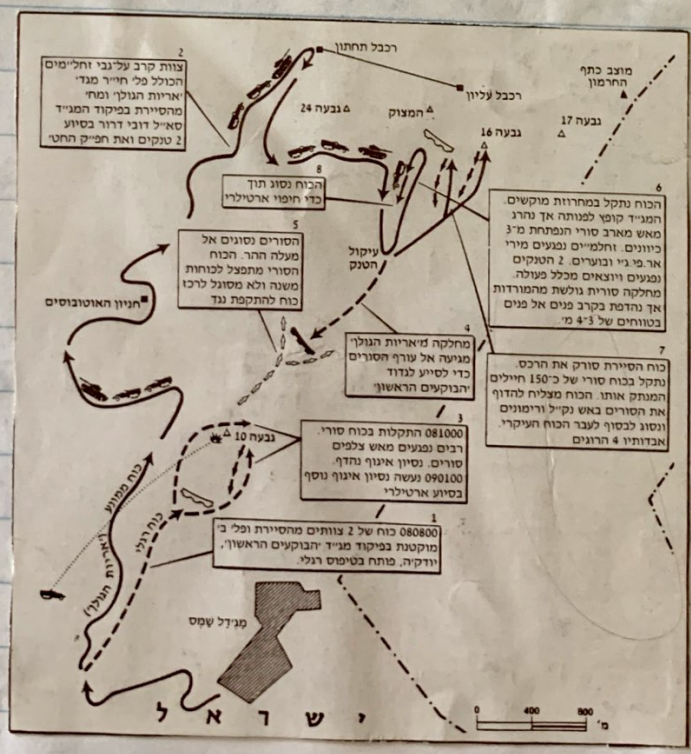 רכבל תחתון
מוצב כתף
החרמון
2
צוות קרב על־גבי זחל"מים
הכולל פל' חי"ר מגד'
'אריות הגולן' ומח'
מהסיירת בפיקוד המג"ד
סא"ל דובי דרור בסיוע
2 טנקים ואת חפ"ק החט'
רכבל עליון
גבעה 24
המצוק
גבעה 16
גבעה 17
8
הכוח נסוג תוך
כדי חיפוי ארטילרי
6
הכוח נתקל במחרוזת מוקשים.
המג"ד קופץ לפנותה אך נהרג
מאש מארב סורי הנפתחת מ־3
כיוונים. זחלמ"ים נפגעים מירי
אר.פי.ג'י ובוערים. 2 הטנקים
נפגעים ויוצאים מכלל פעולה.
מחלקה סורית גולשת מהמורדות
אך נהדפת בקרב פנים אל פנים
בטווחים של 3־4 מ'.
5
הסורים נסוגים אל
מעלה ההר. הכוח
הסורי מתפצל לכוחות
משנה ולא מסוגל לרכז
כוח להתקפת נגד
עיקול
הטנק
חניון האוטובוסים
4
מחלקה מ'אריות הגולן'
מגיעה אל עורף הסורים
כדי לסייע לגדוד
'הבוקעים הראשון'
7
כוח הסיירת סורק את הרכס.
נתקל בכוח סורי של כ־150 חיילים
המנתק אותו. הכוח מצליח להדוף
את הסורים באש נק"ל ורימונים
ונסוג לבסוף לעבר הכוח העיקרי.
אבדותיו 4 הרוגים
3
081000 התקלות בכוח סורי.
רבים נפגעים מאש צלפים
סורים. נסיון איגוף נהדף.
090100 נעשה נסיון איגוף נוסף
בסיוע ארטילרי
גבעה 10
כוח ממונע
('אריות הגולן')
כוח רגלי
1
080800 כוח של 2 צוותים מהסיירת ופל' ב'
מוקטנת בפיקוד מג"ד 'הבוקעים הראשון',
יודק'ה, פותח בטיפוס רגלי.
מג'דל שמס
ישראל
0 400 800
מ'